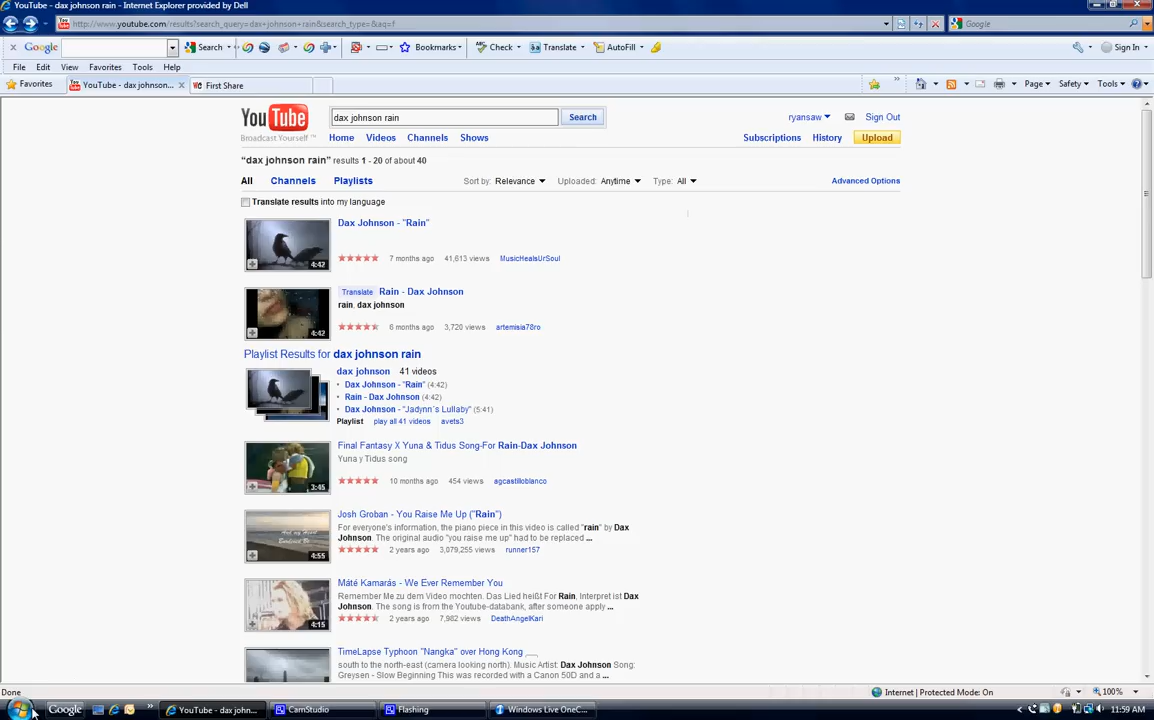 YouTube - dax johnson rain - Internet Explorer provided by Dell
http://www.youtube.com/results?search_query=dax+johnson+rain&search_type=&aq=f
Google
x Google Search Bookmarks Check Translate AutoFill Sign In
File Edit View Favorites Tools Help
Favorites YouTube - dax johnson... x First Share Page Safety Tools
YouTube dax johnson rain Search ryansaw Sign Out
Broadcast Yourself™ Home Videos Channels Shows Subscriptions History Upload
"dax johnson rain" results 1 - 20 of about 40
All Channels Playlists Sort by: Relevance Uploaded: Anytime Type: All Advanced Options
Translate results into my language
Dax Johnson - "Rain"
4:42 7 months ago 41,613 views MusicHealsUrSoul
Translate Rain - Dax Johnson
rain, dax johnson
4:42 6 months ago 3,720 views artemisia78ro
Playlist Results for dax johnson rain
dax johnson 41 videos
• Dax Johnson - "Rain" (4:42)
• Rain - Dax Johnson (4:42)
• Dax Johnson - "Jadynn´s Lullaby" (5:41)
Playlist play all 41 videos avets3
Final Fantasy X Yuna & Tidus Song-For Rain-Dax Johnson
Yuna y Tidus song
3:45 10 months ago 454 views agcastilloblanco
Josh Groban - You Raise Me Up ("Rain")
For everyone's information, the piano piece in this video is called "rain" by Dax
Johnson. The original audio "you raise me up" had to be replaced ...
4:55 2 years ago 3,079,255 views runner157
Máté Kamarás - We Ever Remember You
Remember Me zu dem Video mochten. Das Lied heißt For Rain, Interpret ist Dax
Johnson. The song is from the Youtube-databank, after someone apply ...
4:15 2 years ago 7,982 views DeathAngelKari
TimeLapse Typhoon "Nangka" over Hong Kong
south to the north-east (camera looking north). Music Artist: Dax Johnson Song:
Greysen - Slow Beginning This was recorded with a Canon 50D and a ...
Done Internet | Protected Mode: On 100%
Google YouTube - dax john... CamStudio Flashing Windows Live OneC... 11:59 AM